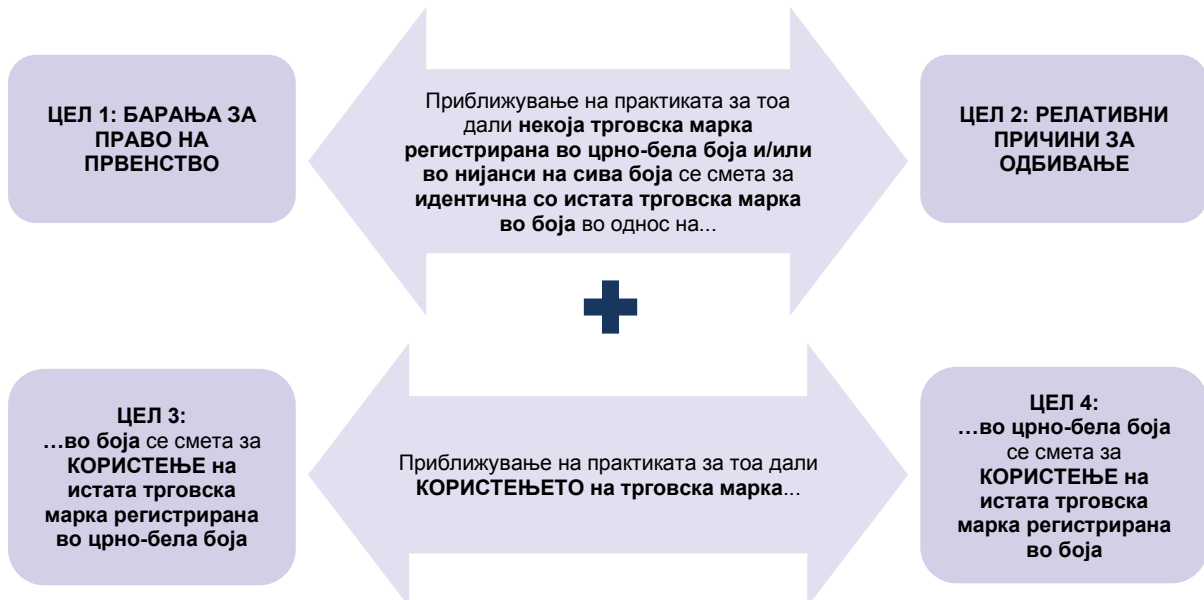 ЦЕЛ 1: БАРАЊА ЗА
ПРАВО НА
ПРВЕНСТВО
Приближување на практиката за тоа
дали некоја трговска марка
регистрирана во црно-бела боја и/или
во нијанси на сива боја се смета за
идентична со истата трговска марка
во боја во однос на...
ЦЕЛ 2: РЕЛАТИВНИ
ПРИЧИНИ ЗА
ОДБИВАЊЕ
ЦЕЛ 3:
…во боја се смета за
КОРИСТЕЊЕ на
истата трговска
марка регистрирана
во црно-бела боја
Приближување на практиката за тоа дали
КОРИСТЕЊЕТО на трговска марка...
ЦЕЛ 4:
…во црно-бела боја
се смета за
КОРИСТЕЊЕ на
истата трговска
марка регистрирана
во боја